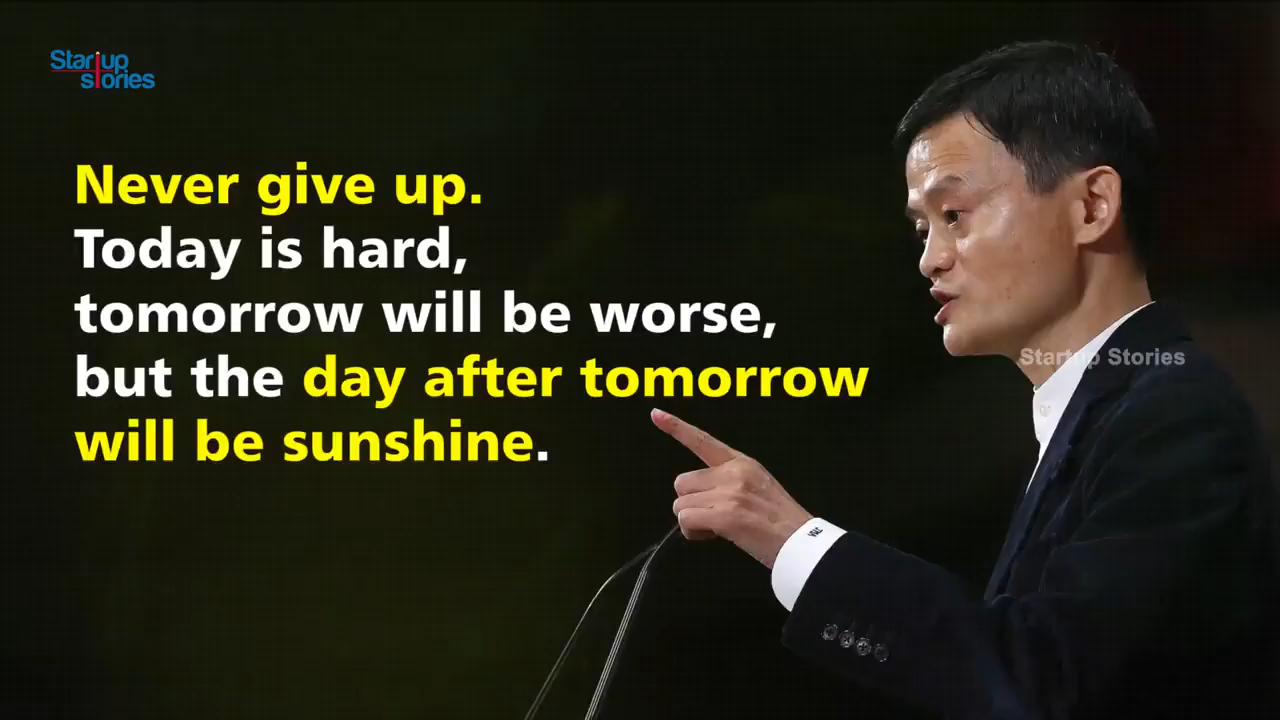 Startup
stories
Never give up.
Today is hard,
tomorrow will be worse,
but the day after tomorrow
will be sunshine.
Startup Stories